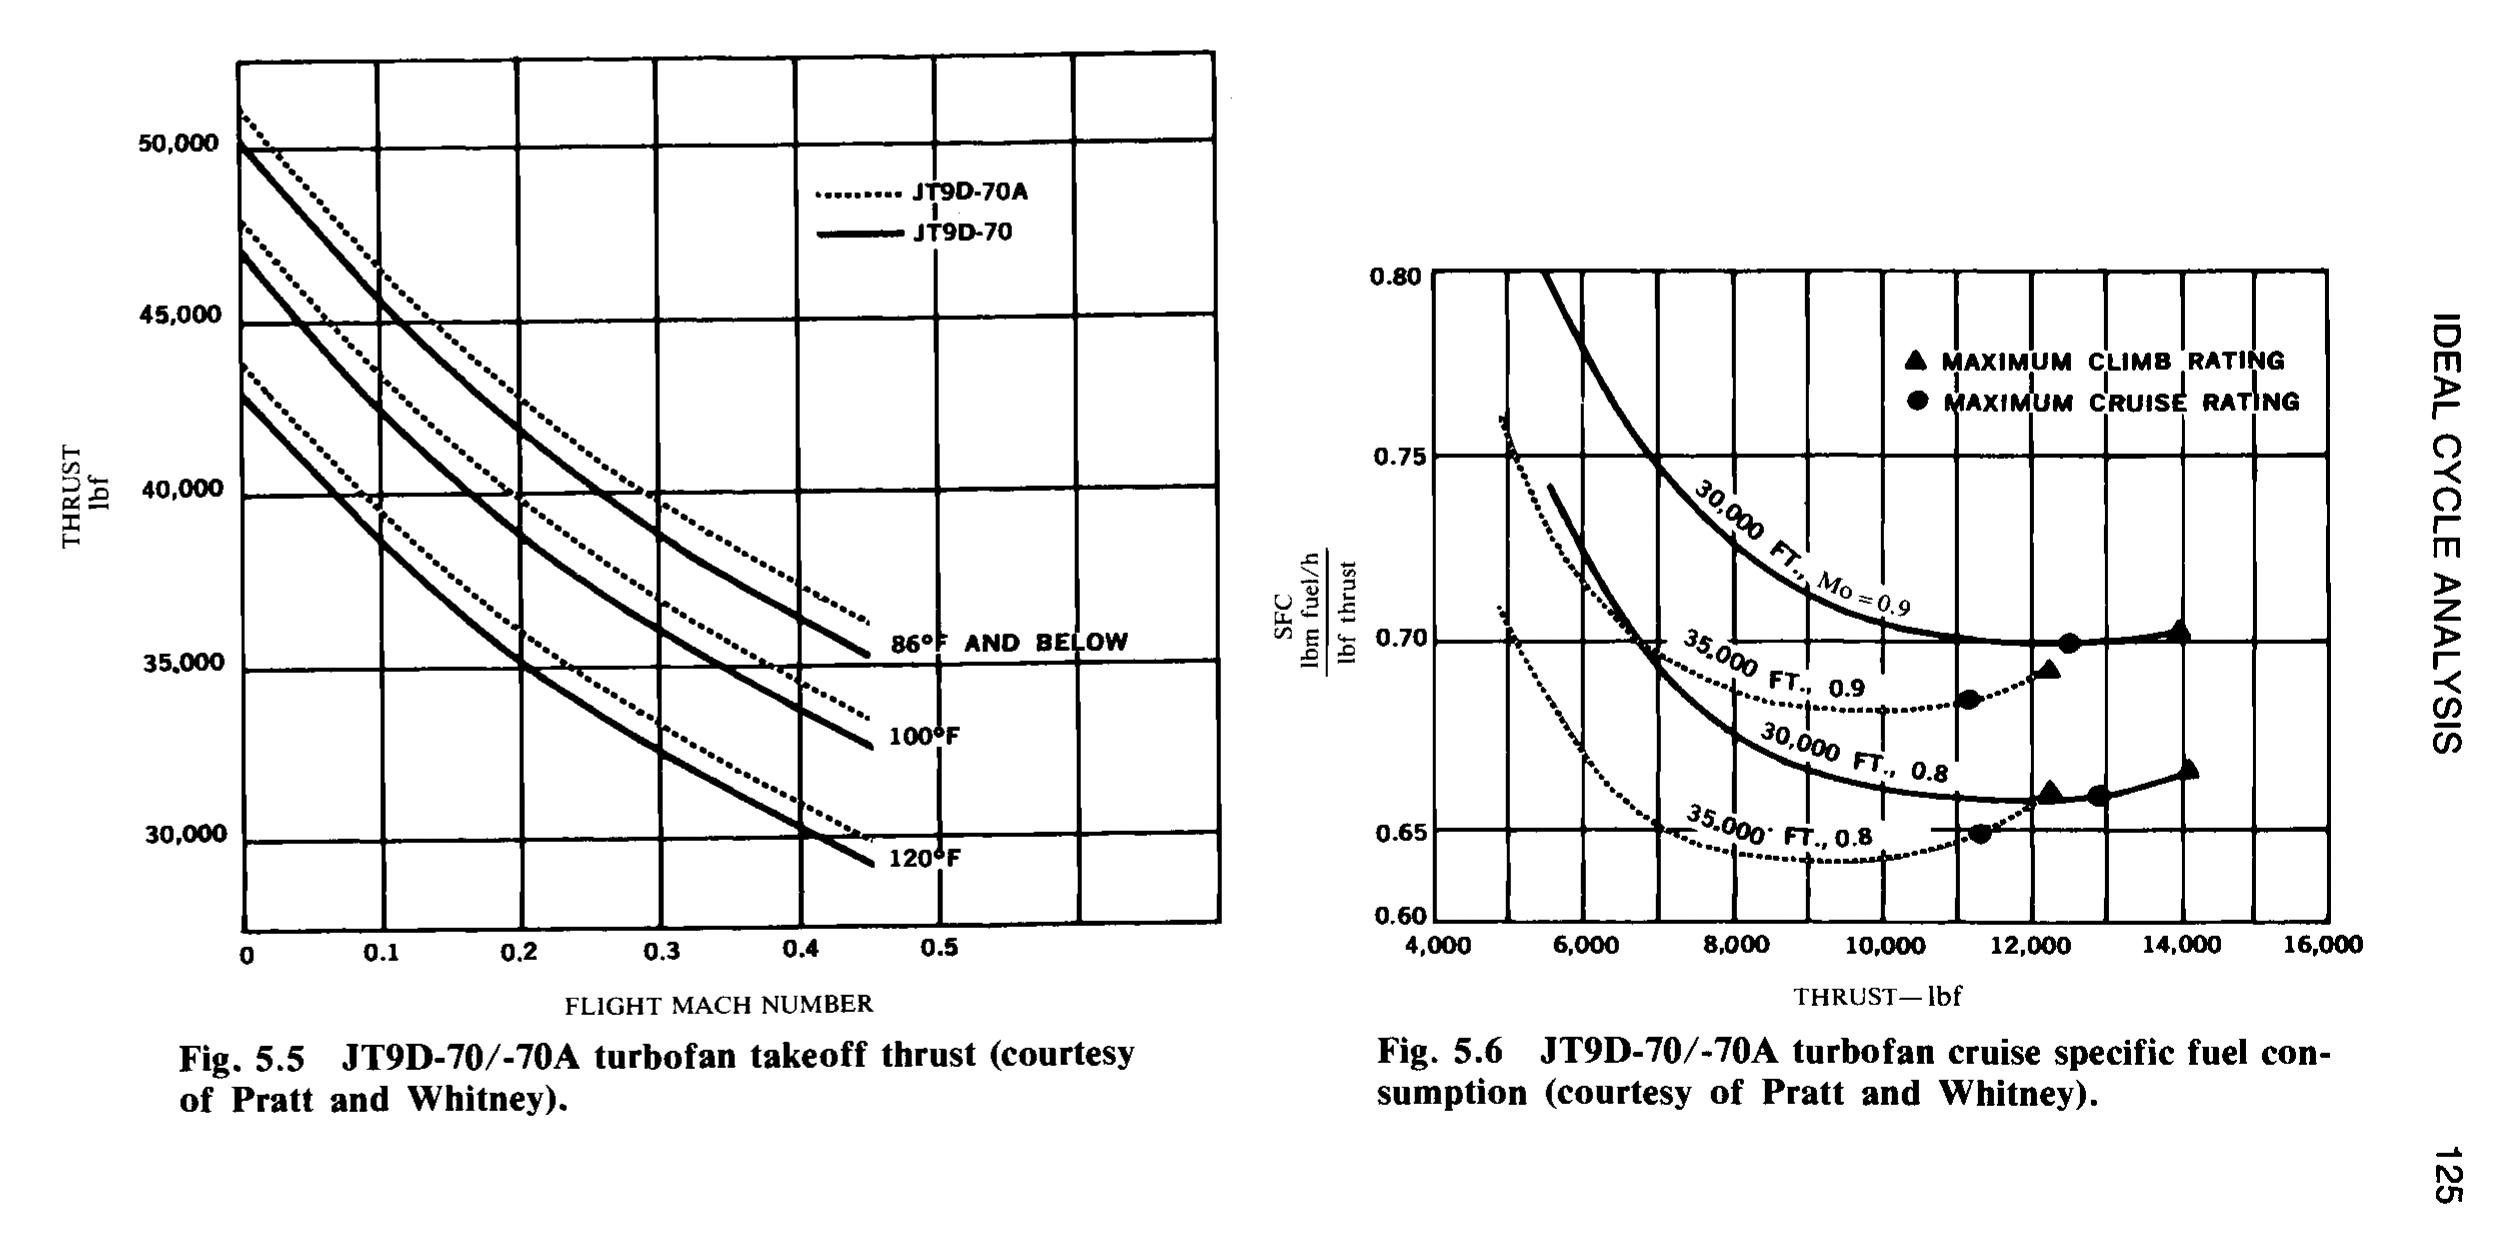 50,000
45,000
40,000
35.000
30,000
THRUST
lbf
JT9D-70A
JT9D-70
86°F AND BELOW
100°F
120°F
0 0.1 0.2 0.3 0.4 0.5
FLIGHT MACH NUMBER
Fig. 5.5 JT9D-70/-70A turbofan takeoff thrust (courtesy
of Pratt and Whitney).
0.80
0.75
0.70
0.65
0.60
SFC
lbm fuel/h
lbf thrust
MAXIMUM CLIMB RATING
MAXIMUM CRUISE RATING
30,000 FT., Mo = 0.9
35.000 FT., 0.9
30,000 FT., 0.8
35.000 FT., 0.8
4,000 6,000 8,000 10,000 12,000 14,000 16,000
THRUST—lbf
Fig. 5.6 JT9D-70/-70A turbofan cruise specific fuel con-
sumption (courtesy of Pratt and Whitney).
IDEAL CYCLE ANALYSIS
125